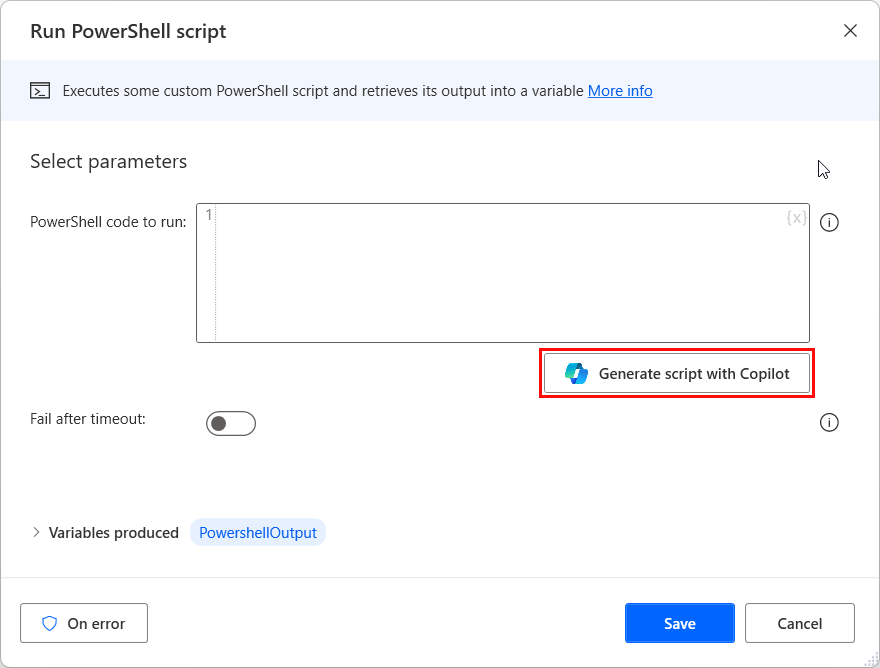 Run PowerShell script
Executes some custom PowerShell script and retrieves its output into a variable More info
Select parameters
PowerShell code to run:
1
{x}
Generate script with Copilot
Fail after timeout:
Variables produced PowershellOutput
On error
Save
Cancel